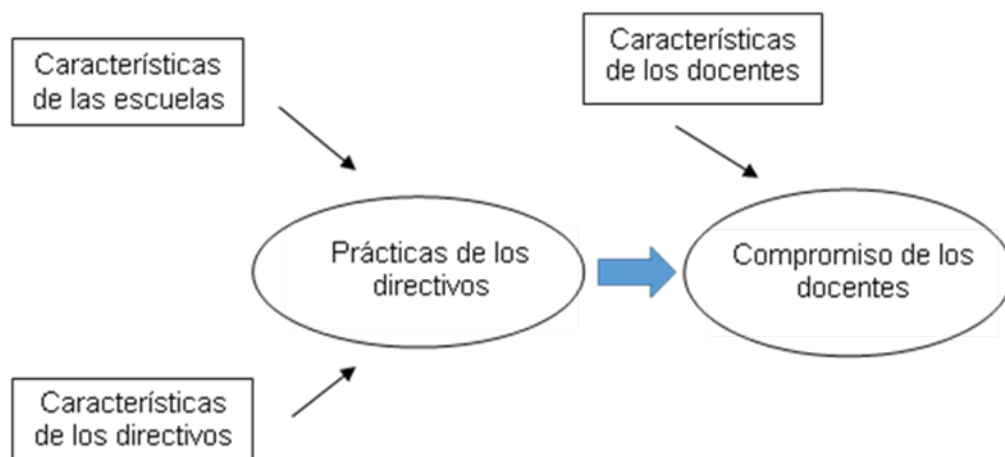 Características
de las escuelas
Características
de los docentes
Prácticas de los
directivos
Compromiso de los
docentes
Características
de los directivos